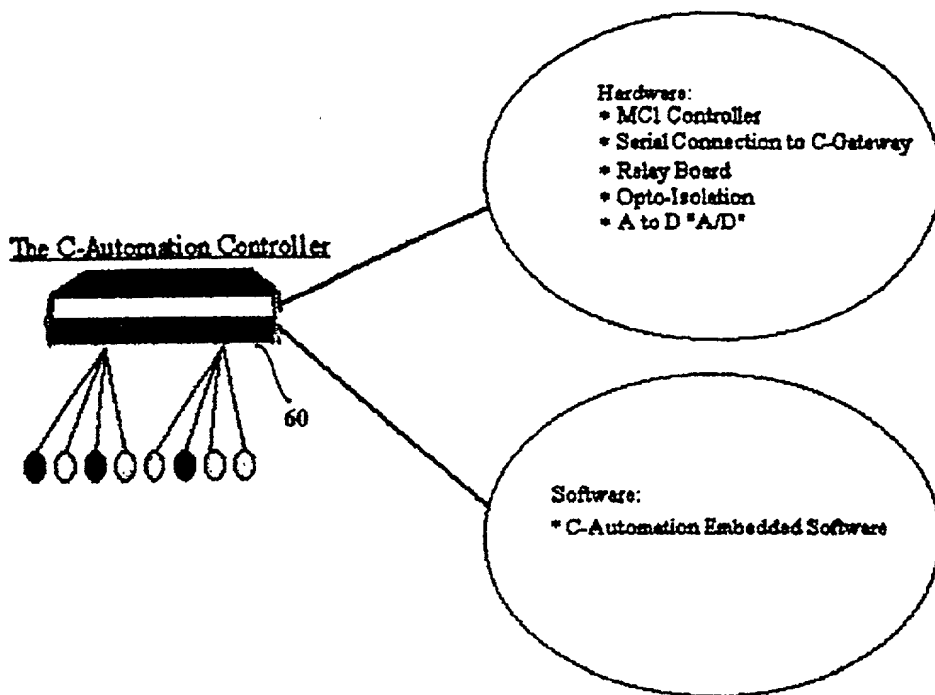 The C-Automation Controller
60
Hardware:
* MC1 Controller
* Serial Connection to C-Gateway
* Relay Board
* Opto-Isolation
* A to D "A/D"
Software:
* C-Automation Embedded Software